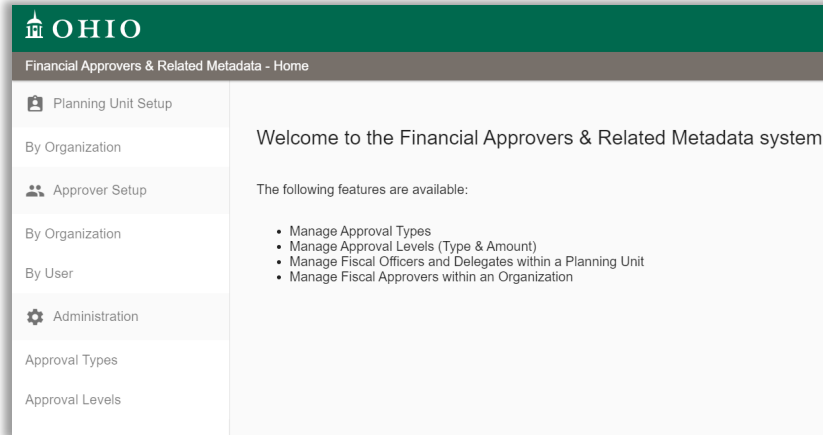 OHIO
Financial Approvers & Related Metadata - Home
Planning Unit Setup
By Organization
Approver Setup
By Organization
By User
Administration
Approval Types
Approval Levels
Welcome to the Financial Approvers & Related Metadata system
The following features are available:
Manage Approval Types
Manage Approval Levels (Type & Amount)
Manage Fiscal Officers and Delegates within a Planning Unit
Manage Fiscal Approvers within an Organization